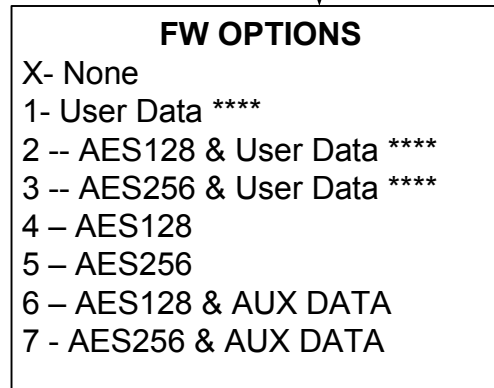 FW OPTIONS
X- None
1- User Data ****
2 -- AES128 & User Data ****
3 -- AES256 & User Data ****
4 – AES128
5 – AES256
6 – AES128 & AUX DATA
7 - AES256 & AUX DATA